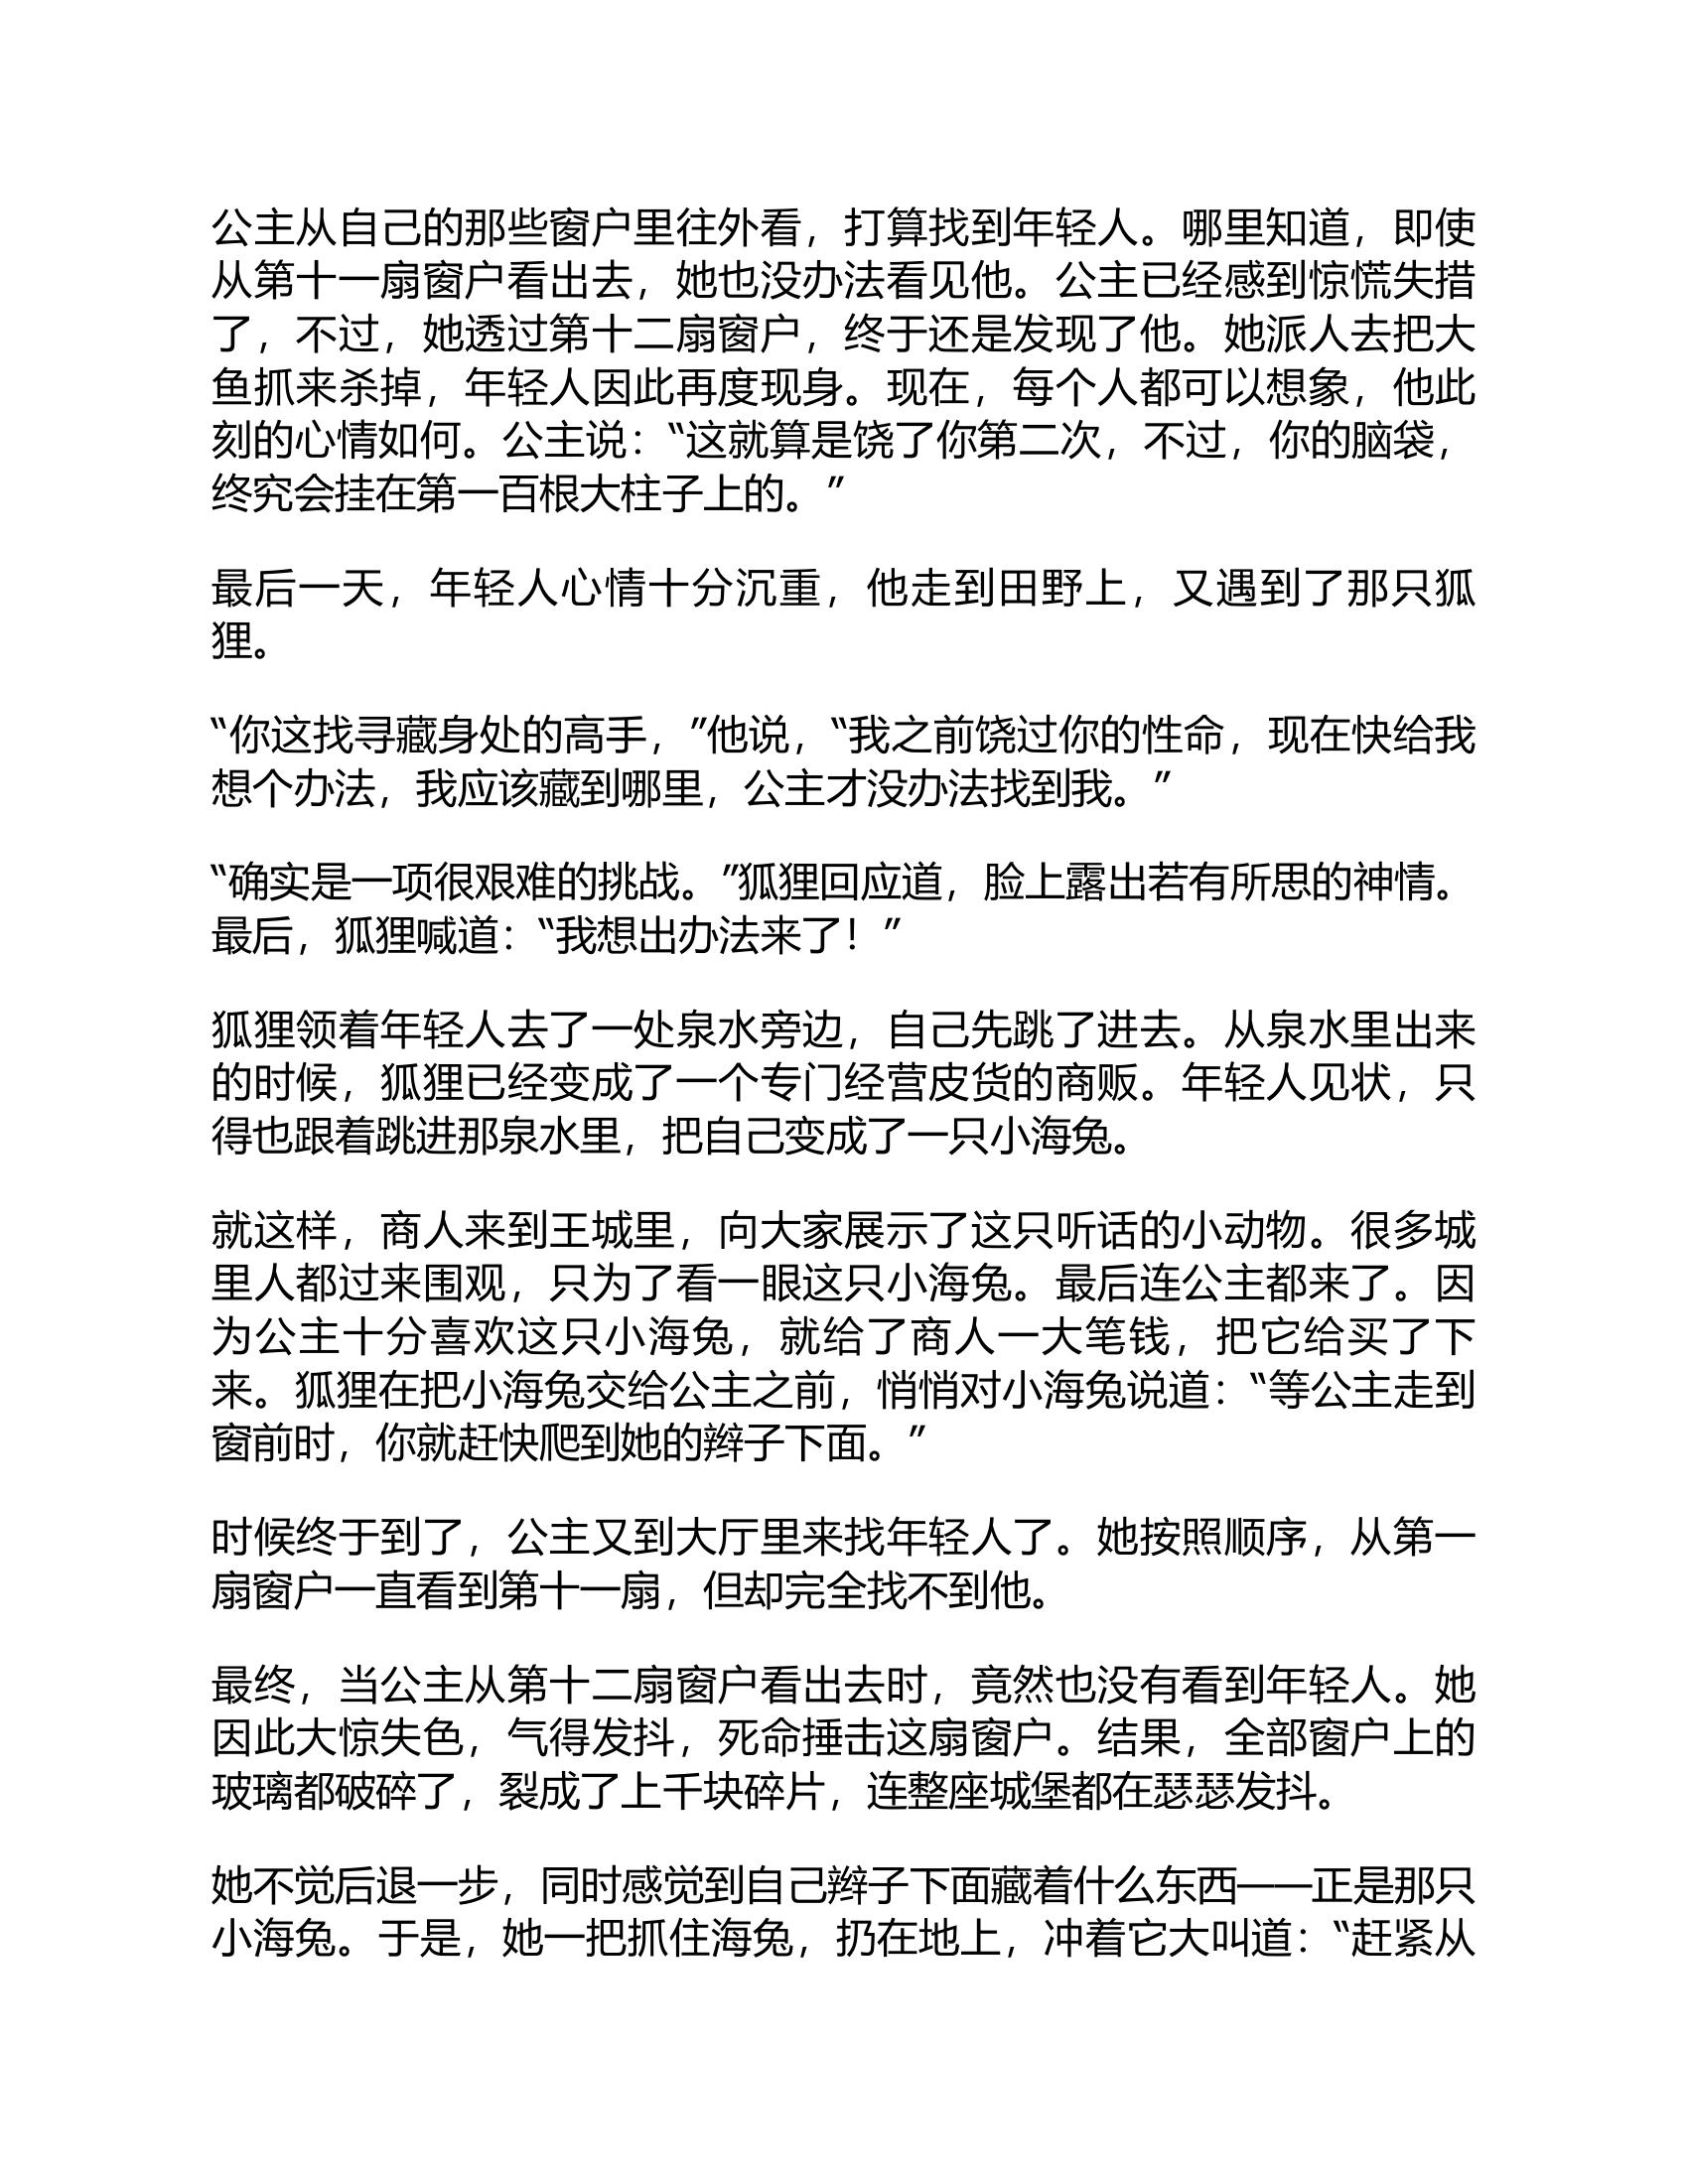 公主从自己的那些窗户里往外看，打算找到年轻人。哪里知道，即使
从第十一扇窗户看出去，她也没办法看见他。公主已经感到惊慌失措
了，不过，她透过第十二扇窗户，终于还是发现了他。她派人去把大
鱼抓来杀掉，年轻人因此再度现身。现在，每个人都可以想象，他此
刻的心情如何。公主说：“这就算是饶了你第二次，不过，你的脑袋，
终究会挂在第一百根大柱子上的。”
最后一天，年轻人心情十分沉重，他走到田野上，又遇到了那只狐
狸。
“你这找寻藏身处的高手，”他说，“我之前饶过你的性命，现在快给我
想个办法，我应该藏到哪里，公主才没办法找到我。”
“确实是一项很艰难的挑战。”狐狸回应道，脸上露出若有所思的神情。
最后，狐狸喊道：“我想出办法来了！”
狐狸领着年轻人去了一处泉水旁边，自己先跳了进去。从泉水里出来
的时候，狐狸已经变成了一个专门经营皮货的商贩。年轻人见状，只
得也跟着跳进那泉水里，把自己变成了一只小海兔。
就这样，商人来到王城里，向大家展示了这只听话的小动物。很多城
里人都过来围观，只为了看一眼这只小海兔。最后连公主都来了。因
为公主十分喜欢这只小海兔，就给了商人一大笔钱，把它给买了下
来。狐狸在把小海兔交给公主之前，悄悄对小海兔说道：“等公主走到
窗前时，你就赶快爬到她的辫子下面。”
时候终于到了，公主又到大厅里来找年轻人了。她按照顺序，从第一
扇窗户一直看到第十一扇，但却完全找不到他。
最终，当公主从第十二扇窗户看出去时，竟然也没有看到年轻人。她
因此大惊失色，气得发抖，死命捶击这扇窗户。结果，全部窗户上的
玻璃都破碎了，裂成了上千块碎片，连整座城堡都在瑟瑟发抖。
她不觉后退一步，同时感觉到自己辫子下面藏着什么东西——正是那只
小海兔。于是，她一把抓住海兔，扔在地上，冲着它大叫道：“赶紧从